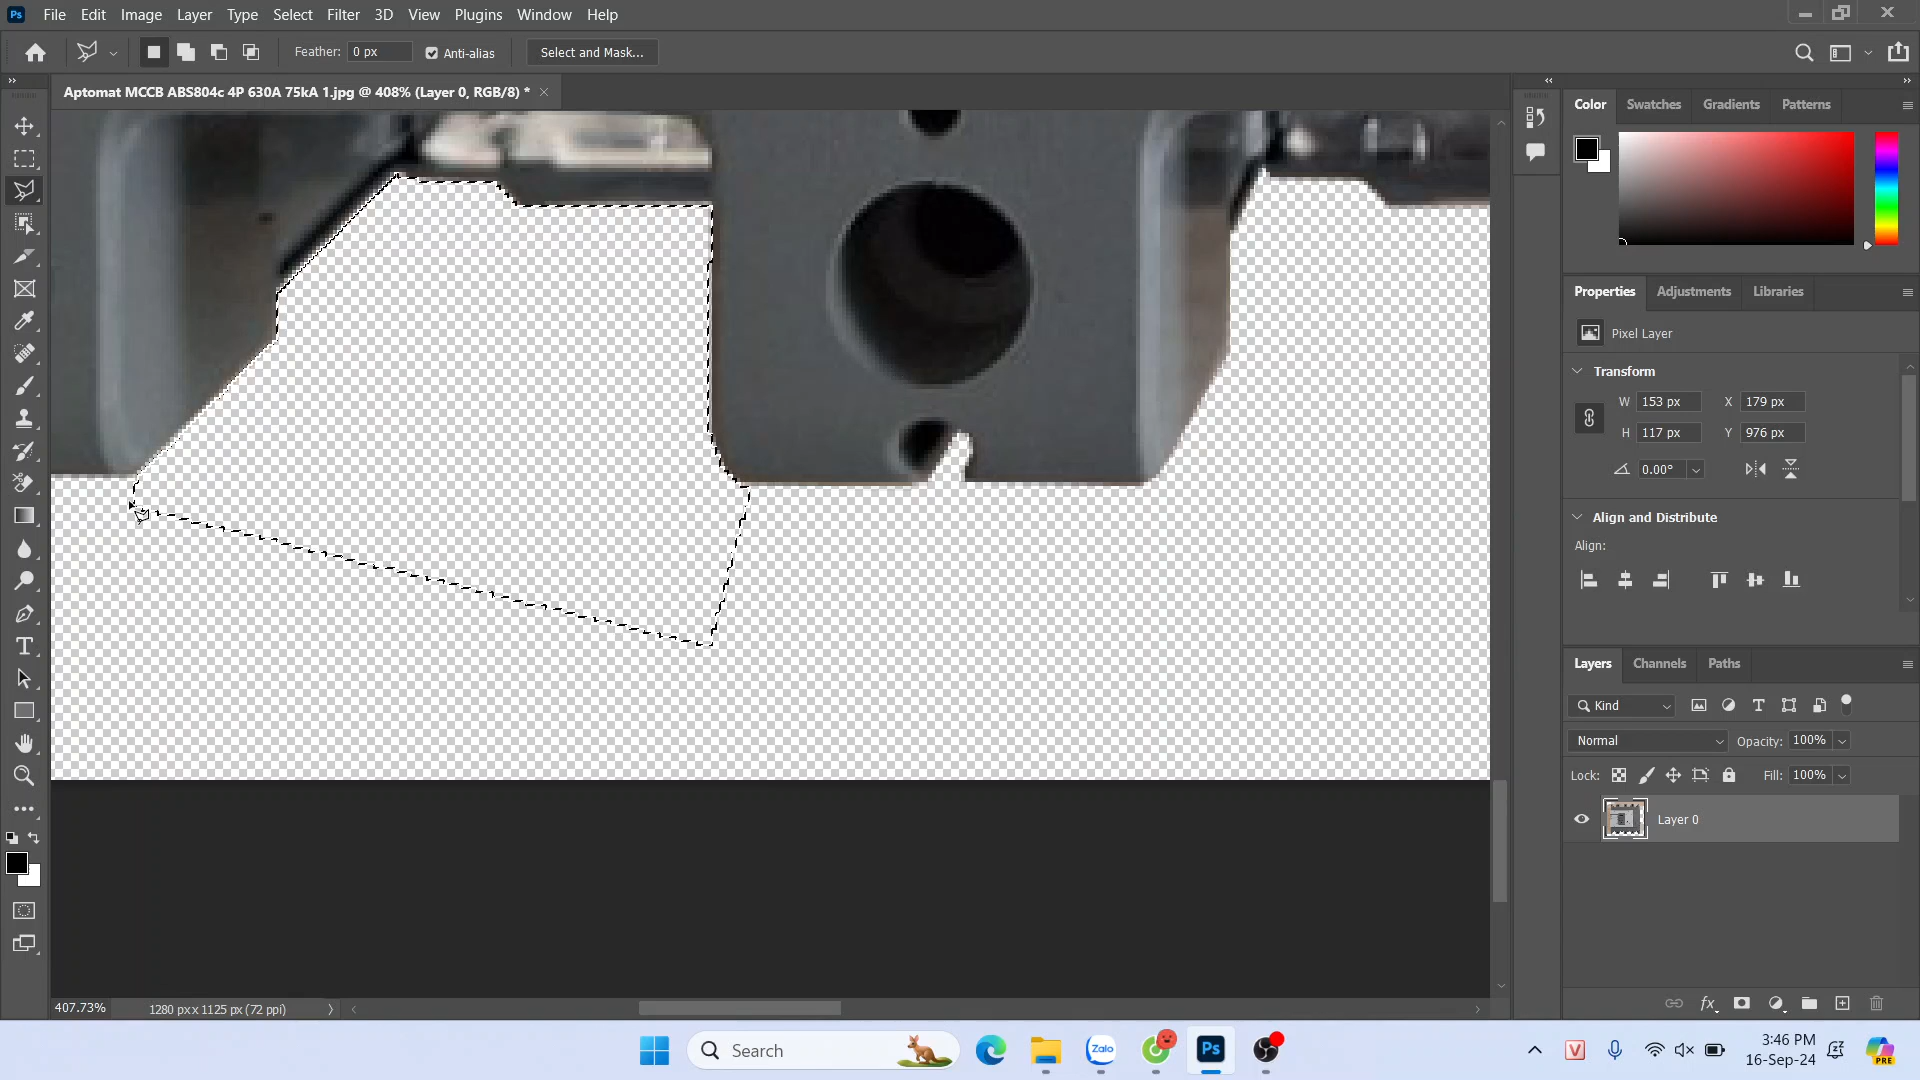 Ps File Edit Image Layer Type Select Filter 3D View Plugins Window Help
Feather: 0 px Anti-alias Select and Mask...
Aptomat MCCB ABS804c 4P 630A 75kA 1.jpg @ 408% (Layer 0, RGB/8) *
Color Swatches Gradients Patterns
Properties Adjustments Libraries
Pixel Layer
Transform
W 153 px X 179 px
H 117 px Y 976 px
0.00°
Align and Distribute
Align:
Layers Channels Paths
Kind
Normal Opacity: 100%
Lock: Fill: 100%
Layer 0
407.73% 1280 px x 1125 px (72 ppi)
Search Zalo Ps V 3:46 PM
16-Sep-24
PRE